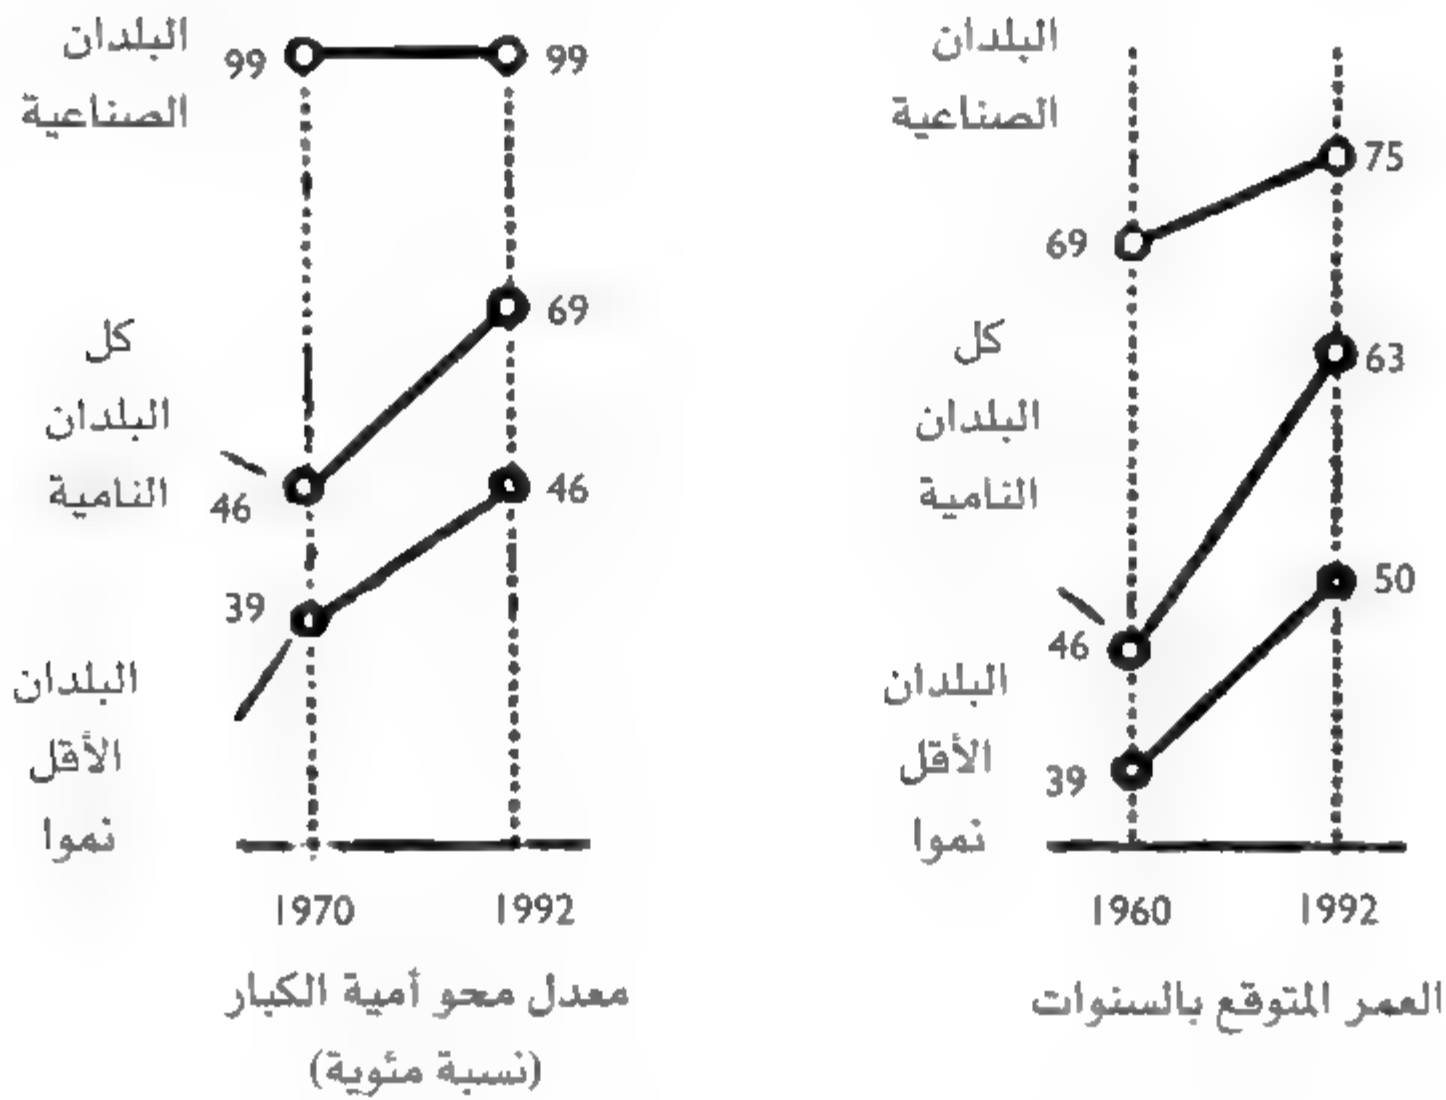 البلدان
الصناعية
99
99
كل
البلدان
النامية
69
46
46
39
البلدان
الأقل
نموا
1970
1992
معدل محو أمية الكبار
(نسبة مئوية)
البلدان
الصناعية
75
69
كل
البلدان
النامية
63
46
50
البلدان
الأقل
نموا
39
1960
1992
العمر المتوقع بالسنوات